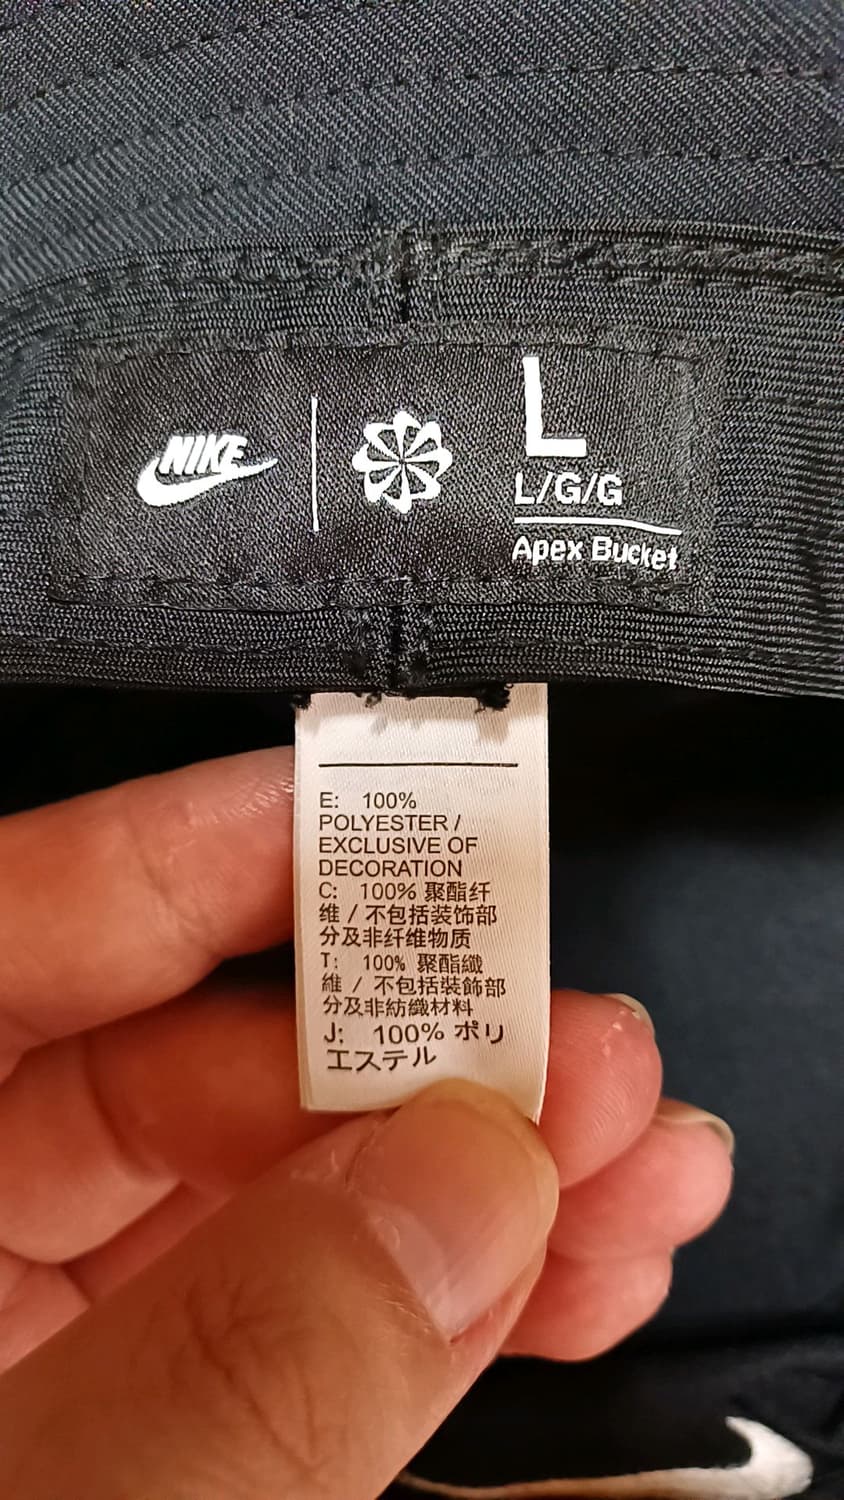 NIKE
L
L/G/G
Apex Bucket
E: 100%
POLYESTER /
EXCLUSIVE OF
DECORATION
C: 100% 聚酯纤
维 / 不包括装饰部
分及非纤维物质
T: 100% 聚酯纖
維 / 不包括裝飾部
分及非紡織材料
J: 100% ポリ
エステル